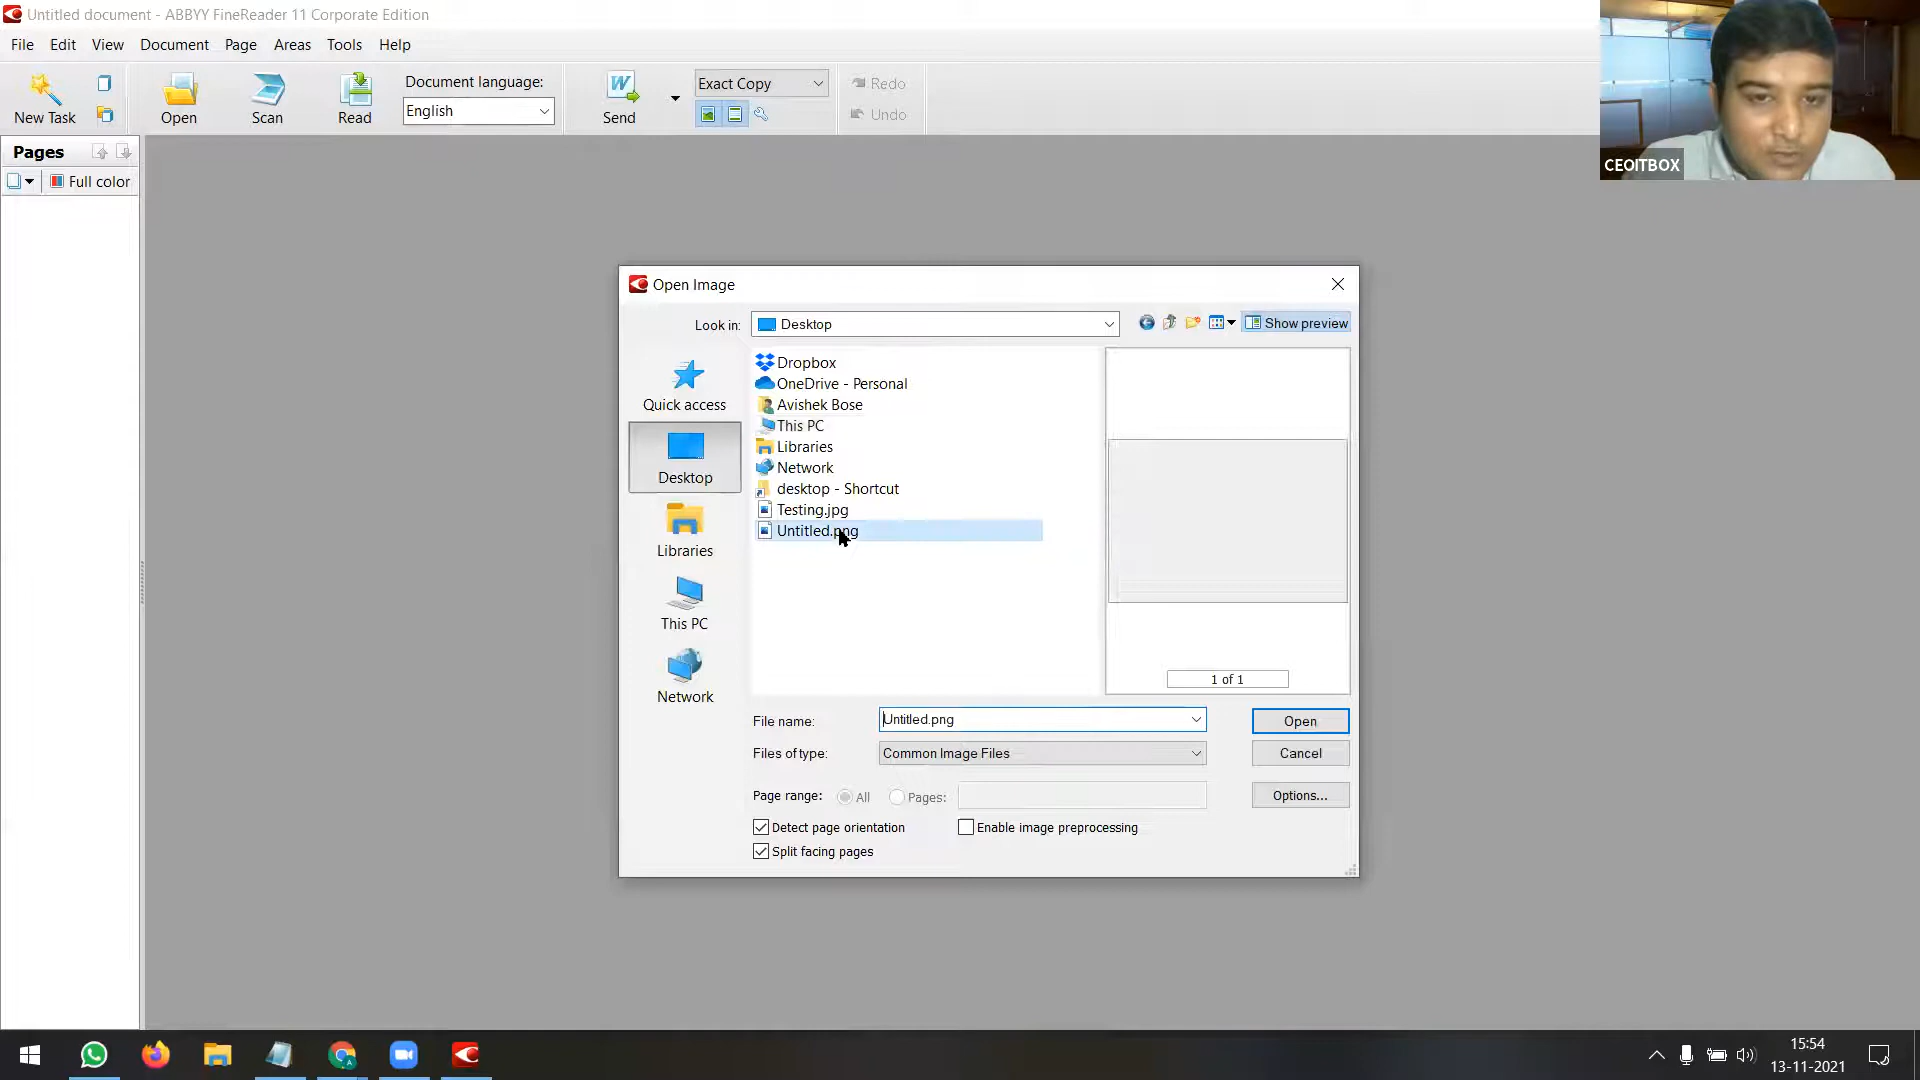 Untitled document - ABBYY FineReader 11 Corporate Edition
File Edit View Document Page Areas Tools Help
New Task
Open
Scan
Read
Document language:
English
Send
Exact Copy
Redo
Undo
CEOITBOX
Pages
Full color
Open Image
Look in:
Desktop
Show preview
Quick access
Desktop
Libraries
This PC
Network
Dropbox
OneDrive - Personal
Avishek Bose
This PC
Libraries
Network
desktop - Shortcut
Testing.jpg
Untitled.png
1 of 1
File name:
Untitled.png
Open
Files of type:
Common Image Files
Cancel
Page range:
All
Pages:
Options...
Detect page orientation
Enable image preprocessing
Split facing pages
15:54
13-11-2021